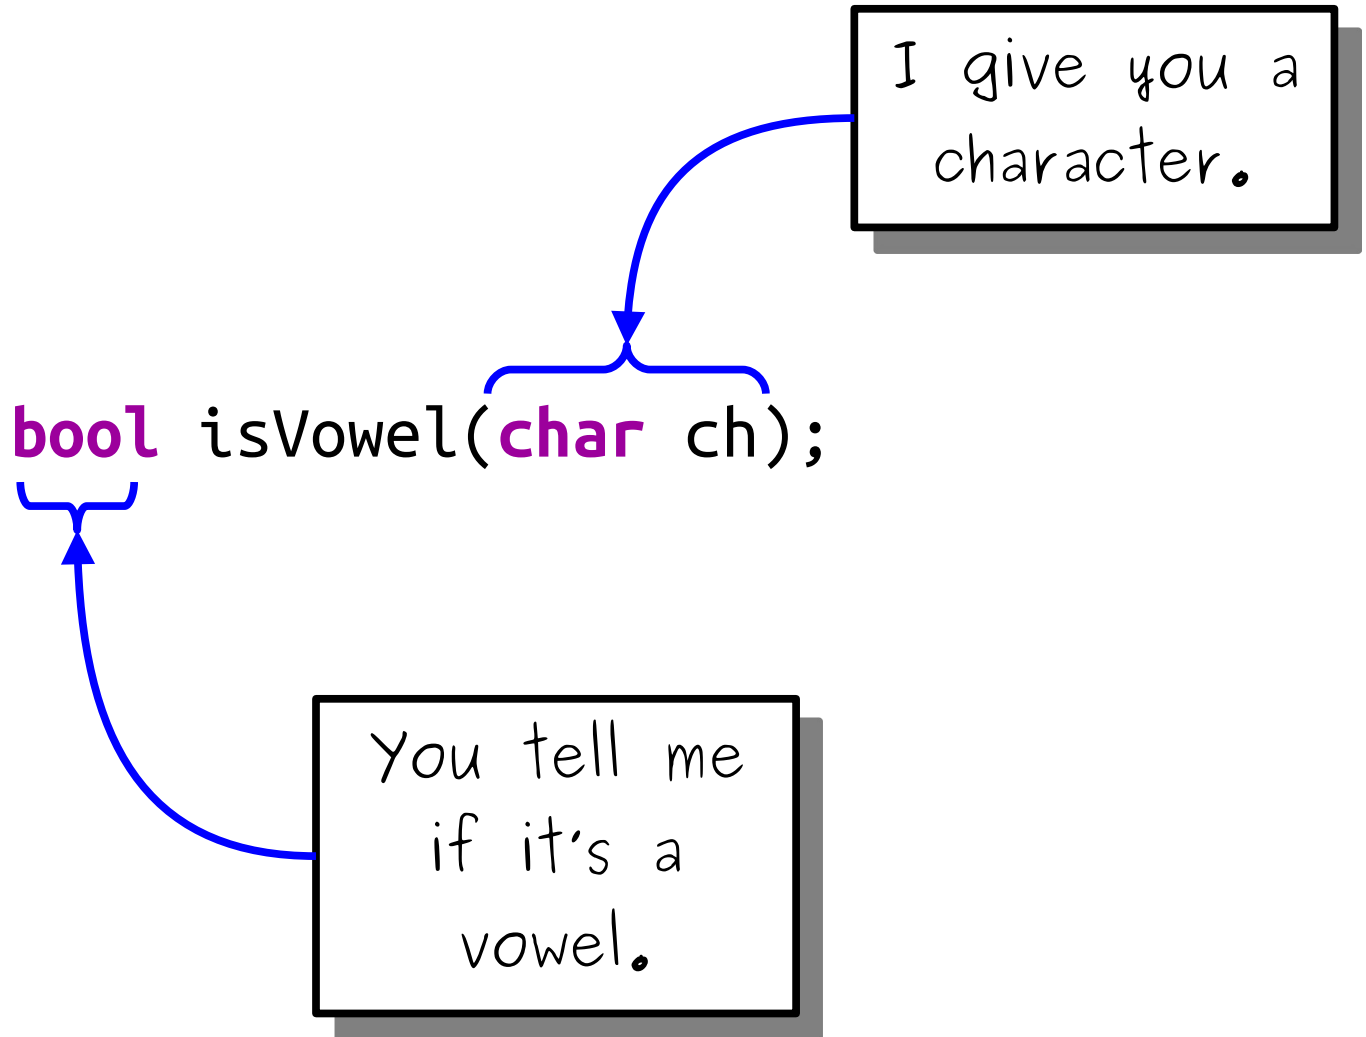 I give you a
character.
bool isVowel(char ch);
You tell me
if it's a
vowel.